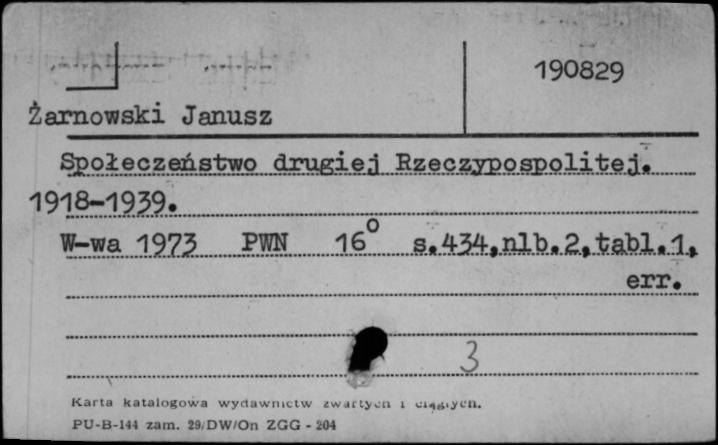 190829
Żarnowski Janusz
Społeczeństwo drugiej Rzeczypospolitej.
1918-1939.
W-wa 1973 PWN 16° s.434,nlb.2,tabl.1,
err.
3
Karta katalogowa wydawnictw zwartych i ciągłych.
PU-B-144 zam. 29/DW/On ZGG - 204